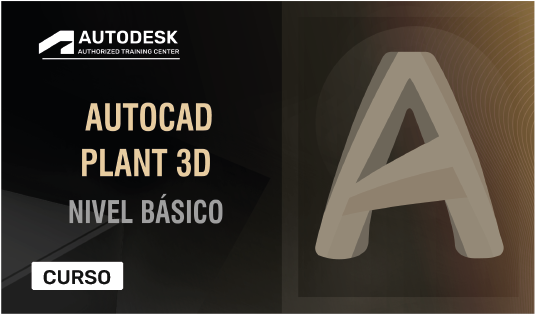 AUTODESK
AUTHORIZED TRAINING CENTER
AUTOCAD
PLANT 3D
NIVEL BÁSICO
CURSO